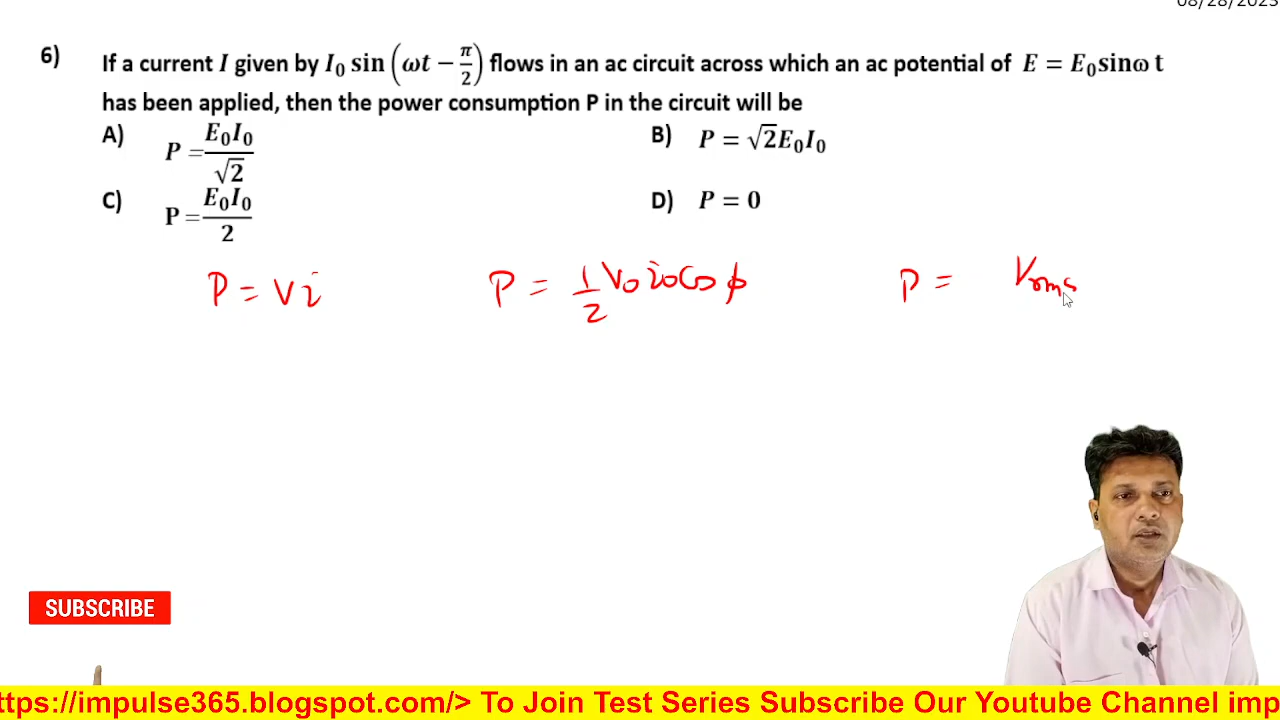 08/28/2025
6) If a current I given by I₀ sin(ωt − π/2) flows in an ac circuit across which an ac potential of E = E₀sinω t
has been applied, then the power consumption P in the circuit will be
A) P = E₀I₀/√2 B) P = √2E₀I₀
C) P = E₀I₀/2 D) P = 0
P = Vi P = 1/2 V₀ i₀ Cos φ P = Vrms
SUBSCRIBE
ttps://impulse365.blogspot.com/> To Join Test Series Subscribe Our Youtube Channel imp